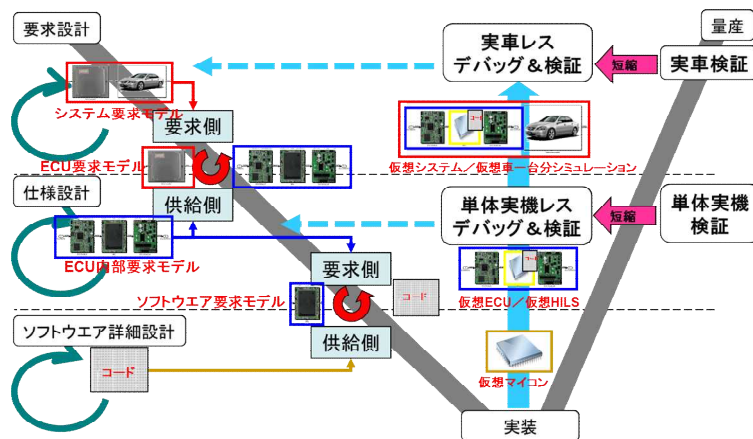 要求設計
量産
実車レス
デバッグ&検証
短縮
実車検証
システム要求モデル
要求側
コード
仮想システム/仮想車一台分シミュレーション
ECU要求モデル
仕様設計
供給側
単体実機レス
デバッグ&検証
短縮
単体実機
検証
ECU内部要求モデル
要求側
コード
仮想ECU/仮想HILS
ソフトウエア要求モデル
コード
ソフトウエア詳細設計
供給側
コード
仮想マイコン
実装